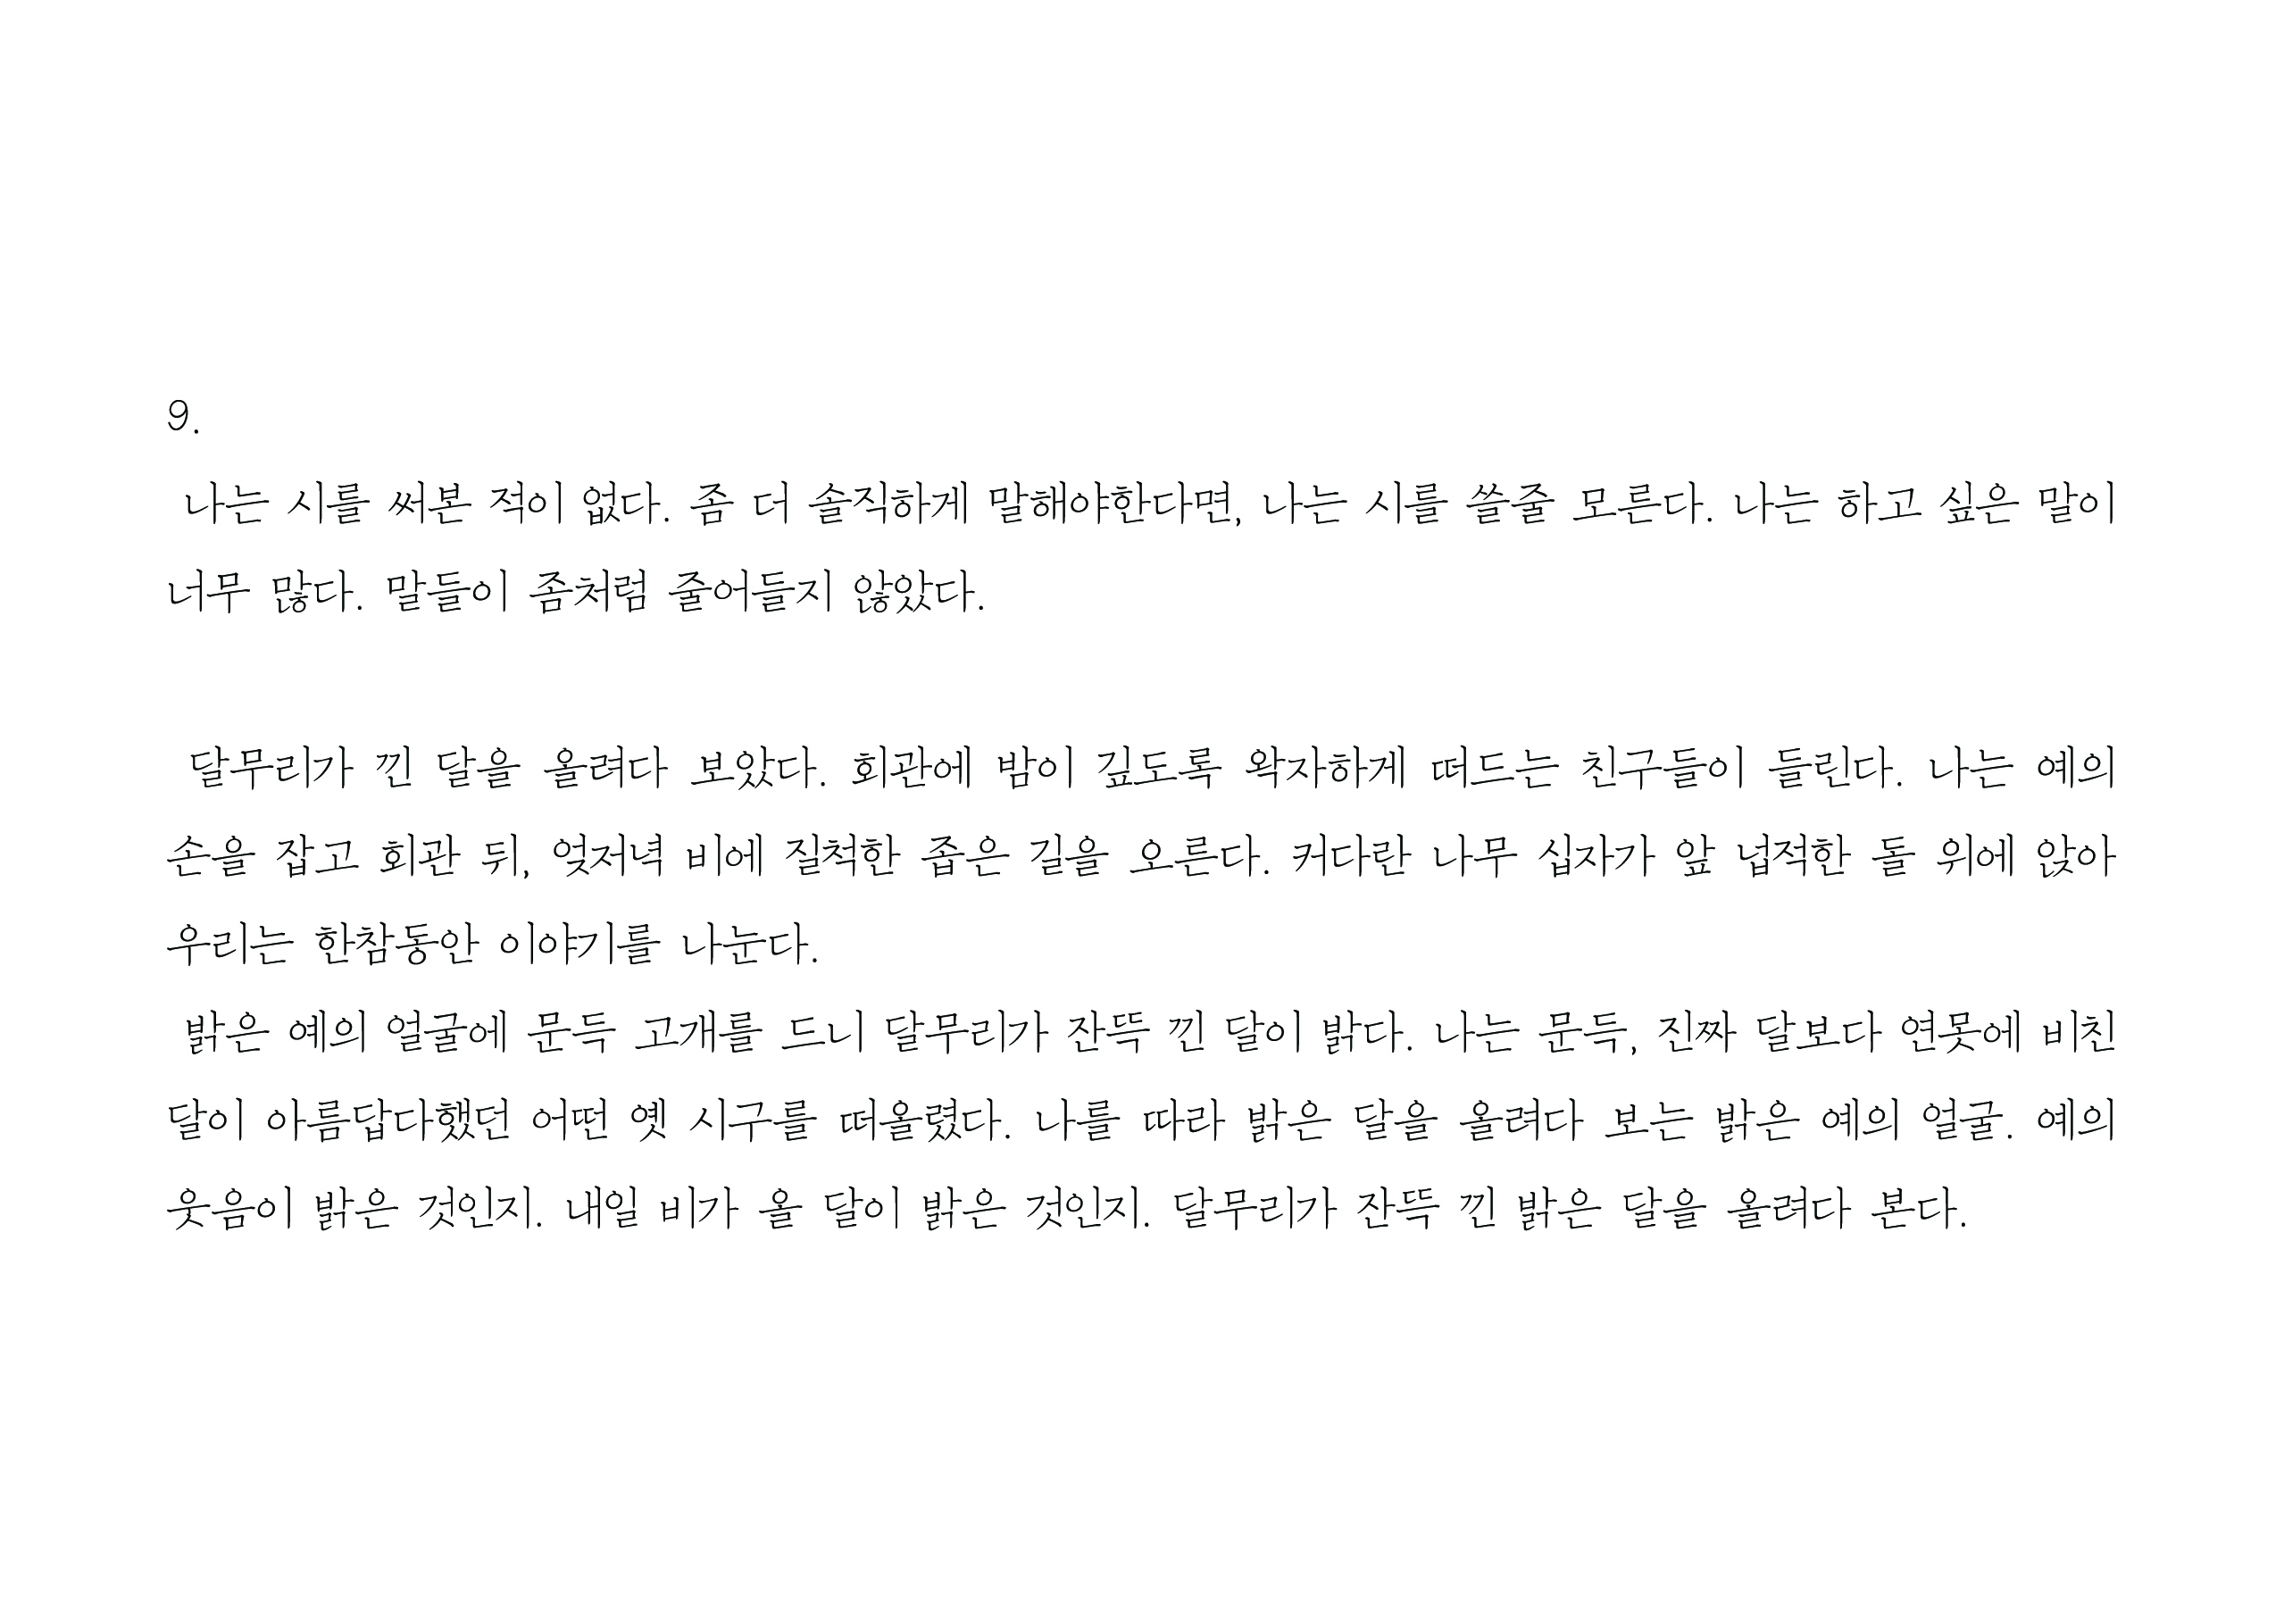 9.
나는 시를 써본 적이 없다. 좀 더 솔직하게 말해야한다면, 나는 시를 쓸줄 모른다. 나는 하고 싶은 말이
너무 많다. 말들이 좀처럼 줄어들지 않았다.
달무리가 낀 달을 올려다 보았다. 회관에 밤이 깊도록 왁자하게 떠드는 친구들이 들린다. 나는 예의
손을 잡고 회관 뒤, 엊저녁 비에 질척한 좁은 길을 오른다. 커다란 나무 십자가 앞 넓적한 돌 위에 앉아
우리는 한참동안 이야기를 나눈다.
밝은 예의 얼굴에 문득 고개를 드니 달무리가 잔뜩 낀 달이 밝다. 나는 문득, 진짜 달보다 연못에 비친
달이 아름답다했던 어떤 옛 시구를 떠올렸다. 나를 따라 밝은 달을 올려다 보는 밝은 예의 얼굴. 예의
웃음이 밝은 것인지. 내일 비가 올 달이 밝은 것인지. 달무리가 잔뜩 낀 밝은 달을 올려다 본다.